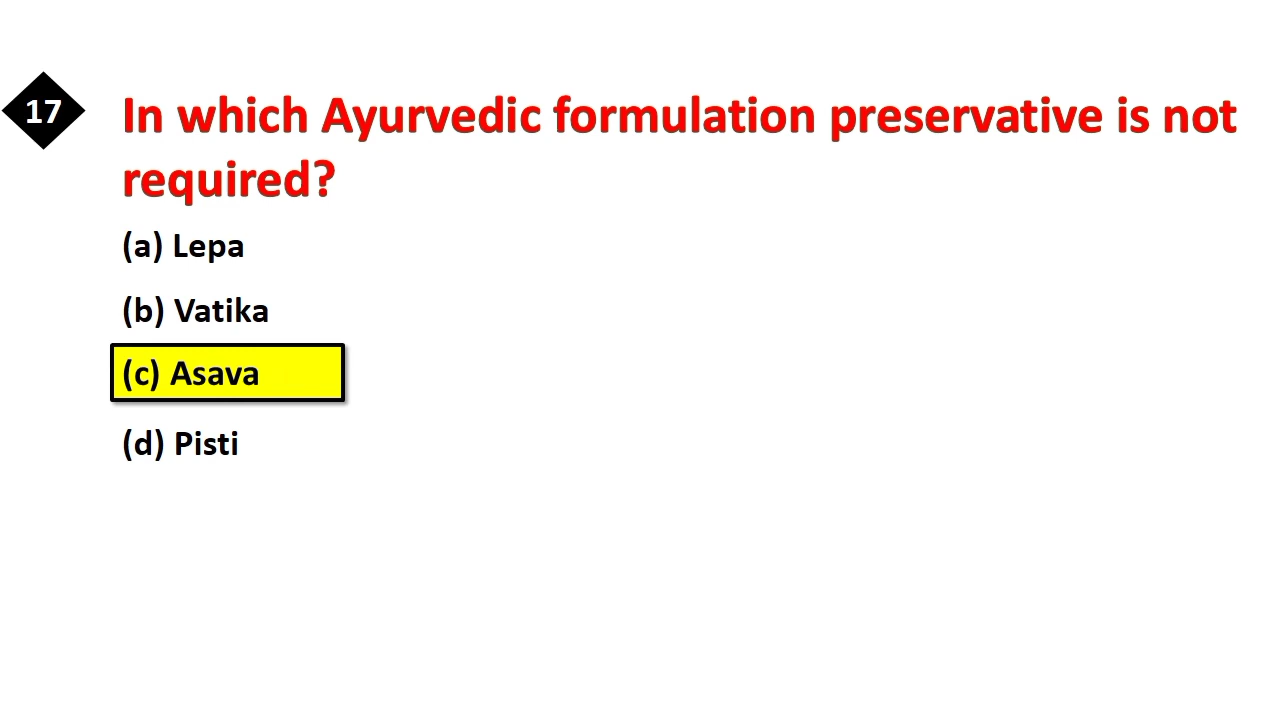 17
In which Ayurvedic formulation preservative is not
required?
(a) Lepa
(b) Vatika
(c) Asava
(d) Pisti